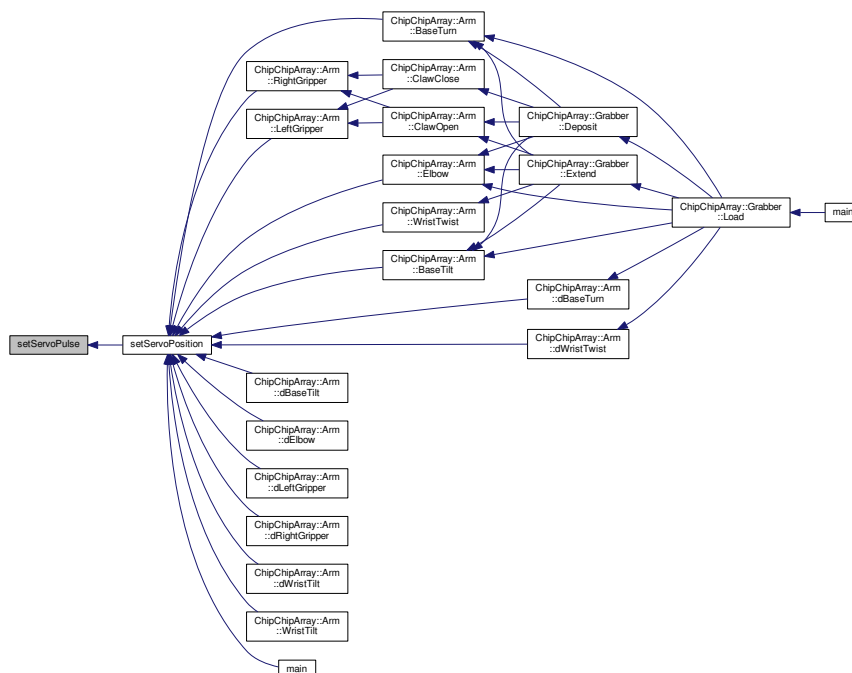 ChipChipArray::Arm
::BaseTurn
ChipChipArray::Arm
::RightGripper
ChipChipArray::Arm
::ClawClose
ChipChipArray::Arm
::LeftGripper
ChipChipArray::Arm
::ClawOpen
ChipChipArray::Grabber
::Deposit
ChipChipArray::Arm
::Elbow
ChipChipArray::Grabber
::Extend
ChipChipArray::Arm
::WristTwist
ChipChipArray::Grabber
::Load
main
ChipChipArray::Arm
::BaseTilt
ChipChipArray::Arm
::dBaseTurn
setServoPulse
setServoPosition
ChipChipArray::Arm
::dWristTwist
ChipChipArray::Arm
::dBaseTilt
ChipChipArray::Arm
::dElbow
ChipChipArray::Arm
::dLeftGripper
ChipChipArray::Arm
::dRightGripper
ChipChipArray::Arm
::dWristTilt
ChipChipArray::Arm
::WristTilt
main